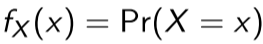 f_X(x) = Pr(X = x)